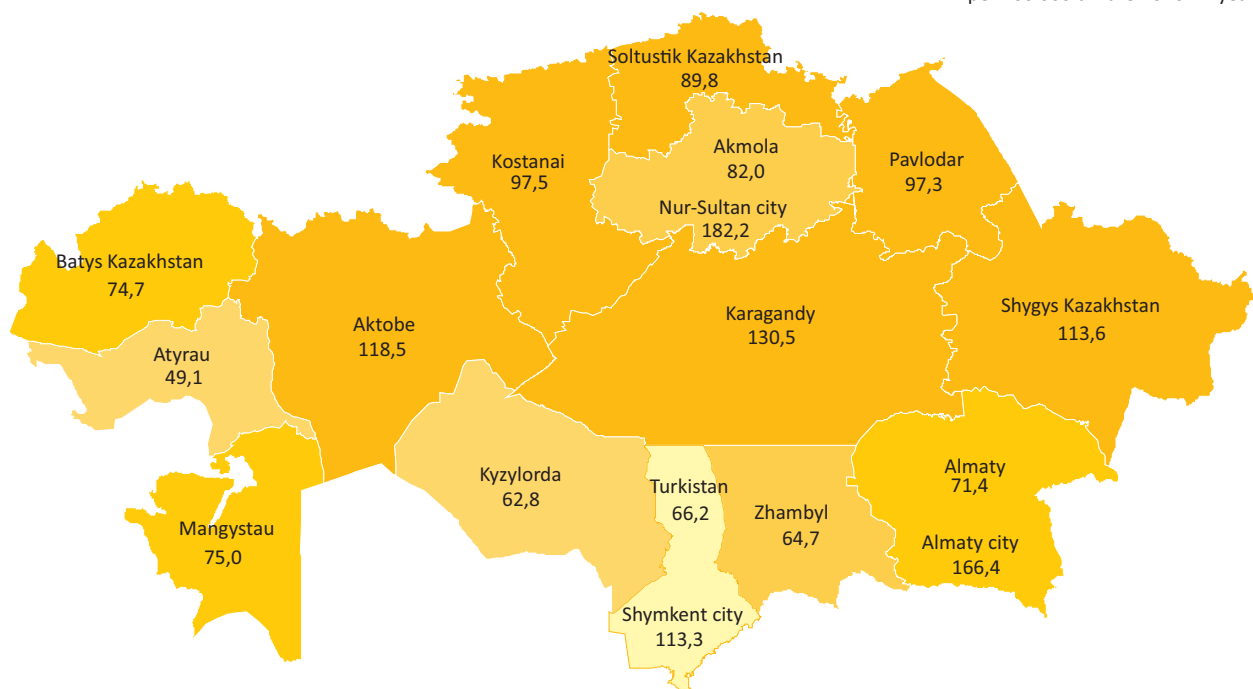 Soltustik Kazakhstan
89,8
Akmola
82,0
Kostanai
97,5
Pavlodar
97,3
Nur-Sultan city
182,2
Batys Kazakhstan
74,7
Shygys Kazakhstan
113,6
Karagandy
130,5
Aktobe
118,5
Atyrau
49,1
Almaty
71,4
Kyzylorda
62,8
Turkistan
66,2
Zhambyl
64,7
Mangystau
75,0
Almaty city
166,4
Shymkent city
113,3